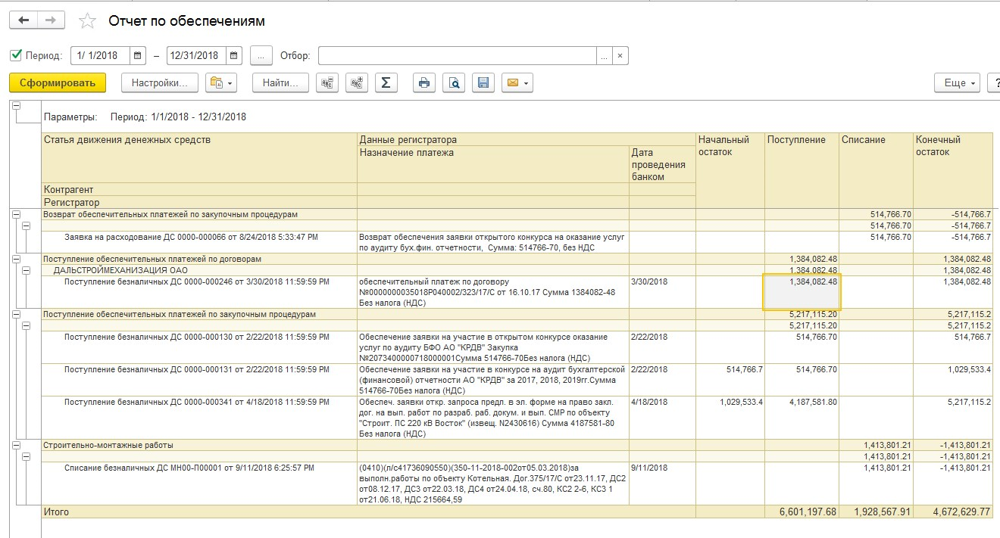 Отчет по обеспечениям
Период: 1/ 1/2018 – 12/31/2018 ... Отбор: ... ×
Сформировать Настройки... Найти... Σ Еще ?
Параметры: Период: 1/1/2018 - 12/31/2018
Статья движения денежных средств Данные регистратора Начальный остаток Поступление Списание Конечный остаток
Назначение платежа Дата проведения банком
Контрагент
Регистратор
Возврат обеспечительных платежей по закупочным процедурам 514,766.70 -514,766.7
514,766.70 -514,766.7
Заявка на расходование ДС 0000-000066 от 8/24/2018 5:33:47 PM Возврат обеспечения заявки открытого конкурса на оказание услуг 514,766.70 -514,766.7
по аудиту бух.фин. отчетности, Сумма: 514766-70, без НДС
Поступление обеспечительных платежей по договорам 1,384,082.48 1,384,082.48
ДАЛЬСТРОЙМЕХАНИЗАЦИЯ ОАО 1,384,082.48 1,384,082.48
Поступление безналичных ДС 0000-000246 от 3/30/2018 11:59:59 PM обеспечительный платеж по договору 3/30/2018 1,384,082.48 1,384,082.48
№0000000035018Р040002/323/17/С от 16.10.17 Сумма 1384082-48
Без налога (НДС)
Поступление обеспечительных платежей по закупочным процедурам 5,217,115.20 5,217,115.2
5,217,115.20 5,217,115.2
Поступление безналичных ДС 0000-000130 от 2/22/2018 11:59:59 PM Обеспечение заявки на участие в открытом конкурсе оказание 2/22/2018 514,766.70 514,766.7
услуг по аудиту БФО АО "КРДВ" Закупка
№2073400000718000001Сумма 514766-70Без налога (НДС)
Поступление безналичных ДС 0000-000131 от 2/22/2018 11:59:59 PM Обеспечение заявки на участие в конкурсе на аудит бухгалтерской 2/22/2018 514,766.7 514,766.70 1,029,533.4
(финансовой) отчетности АО "КРДВ" за 2017, 2018, 2019гг.Сумма
514766-70Без налога (НДС)
Поступление безналичных ДС 0000-000341 от 4/18/2018 11:59:59 PM Обеспеч. заявки откр. запроса предл. в эл. форме на право закл. 4/18/2018 1,029,533.4 4,187,581.80 5,217,115.2
дог. на вып. работ по разраб. раб. докум. и вып. СМР по объекту
"Строит. ПС 220 кВ Восток" (извещ. N2430616) Сумма 4187581-80
Без налога (НДС)
Строительно-монтажные работы 1,413,801.21 -1,413,801.21
1,413,801.21 -1,413,801.21
Списание безналичных ДС МН00-П00001 от 9/11/2018 6:25:57 PM (0410)(л/с41736090550)(350-11-2018-002от05.03.2018)за 9/11/2018 1,413,801.21 -1,413,801.21
выполн.работы по объекту Котельная. Дог.375/17/С от23.11.17, ДС2
от08.12.17, ДС3 от22.03.18, ДС4 от24.04.18, сч.80, КС2 2-6, КС3 1
от21.06.18, НДС 215664,59
Итого 6,601,197.68 1,928,567.91 4,672,629.77